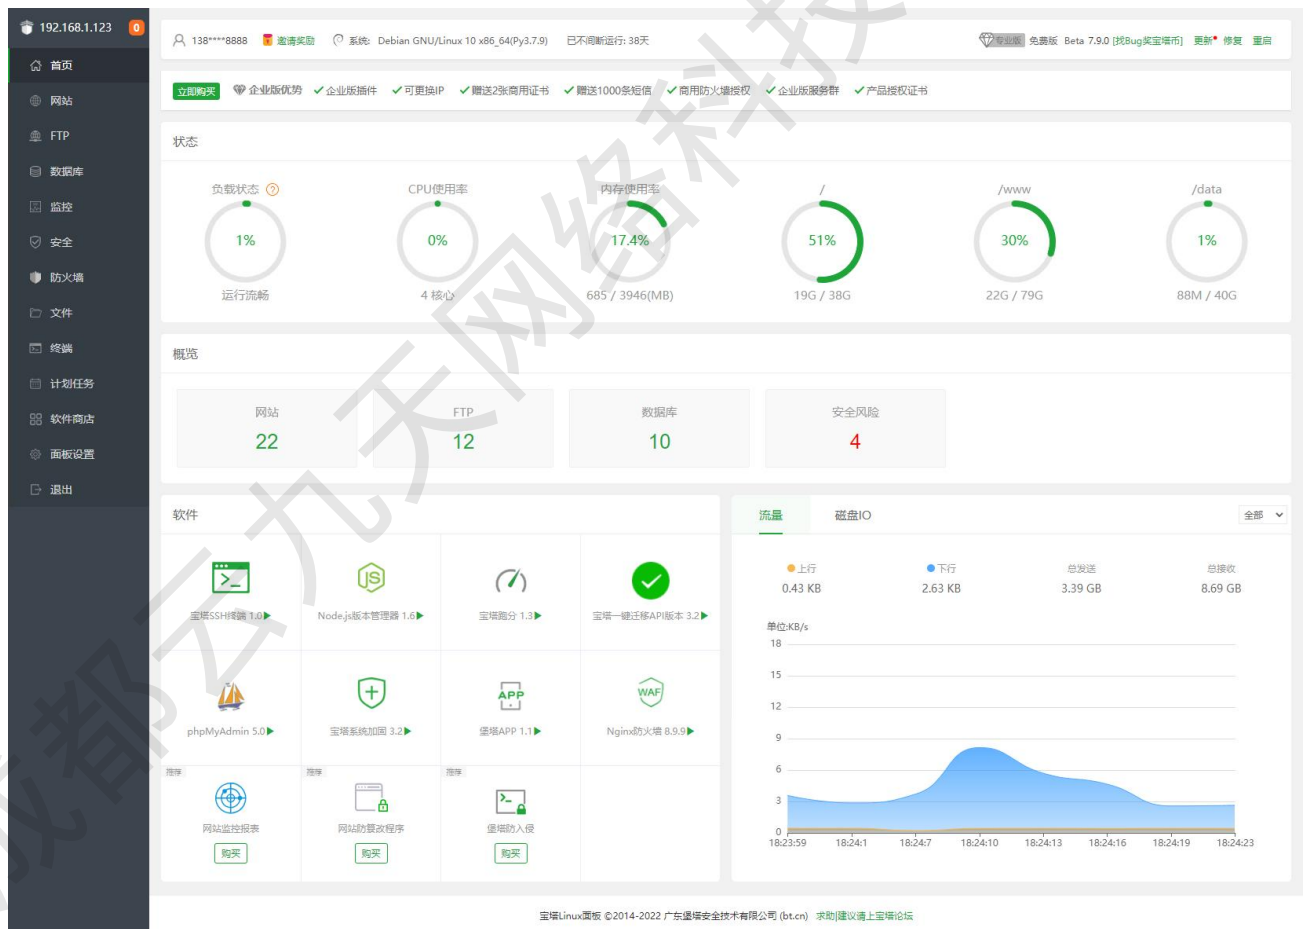 192.168.1.123 0
首页
网站
FTP
数据库
监控
安全
防火墙
文件
终端
计划任务
软件商店
面板设置
退出
138****8888 邀请奖励 系统: Debian GNU/Linux 10 x86_64(Py3.7.9) 已不间断运行: 38天
专业版 免费版 Beta 7.9.0 [找Bug奖宝塔币] 更新 修复 重启
立即购买 企业版优势 企业版插件 可更换IP 赠送2张商用证书 赠送1000条短信 商用防火墙授权 企业版服务群 产品授权证书
状态
负载状态 ? CPU使用率 内存使用率 / /www /data
1% 0% 17.4% 51% 30% 1%
运行流畅 4 核心 685 / 3946(MB) 19G / 38G 22G / 79G 88M / 40G
概览
网站 FTP 数据库 安全风险
22 12 10 4
软件
宝塔SSH终端 1.0 Node.js版本管理器 1.6 宝塔跑分 1.3 宝塔一键迁移API版本 3.2
APP WAF
phpMyAdmin 5.0 宝塔系统加固 3.2 堡塔APP 1.1 Nginx防火墙 8.9.9
推荐 推荐 推荐
网站监控报表 网站防篡改程序 堡塔防入侵
购买 购买 购买
流量 磁盘IO 全部
上行 下行 总发送 总接收
0.43 KB 2.63 KB 3.39 GB 8.69 GB
单位:KB/s
18
15
12
9
6
3
0
18:23:59 18:24:1 18:24:7 18:24:10 18:24:13 18:24:16 18:24:19 18:24:23
宝塔Linux面板 ©2014-2022 广东堡塔安全技术有限公司 (bt.cn) 求助|建议请上宝塔论坛
成都云九天网络科技